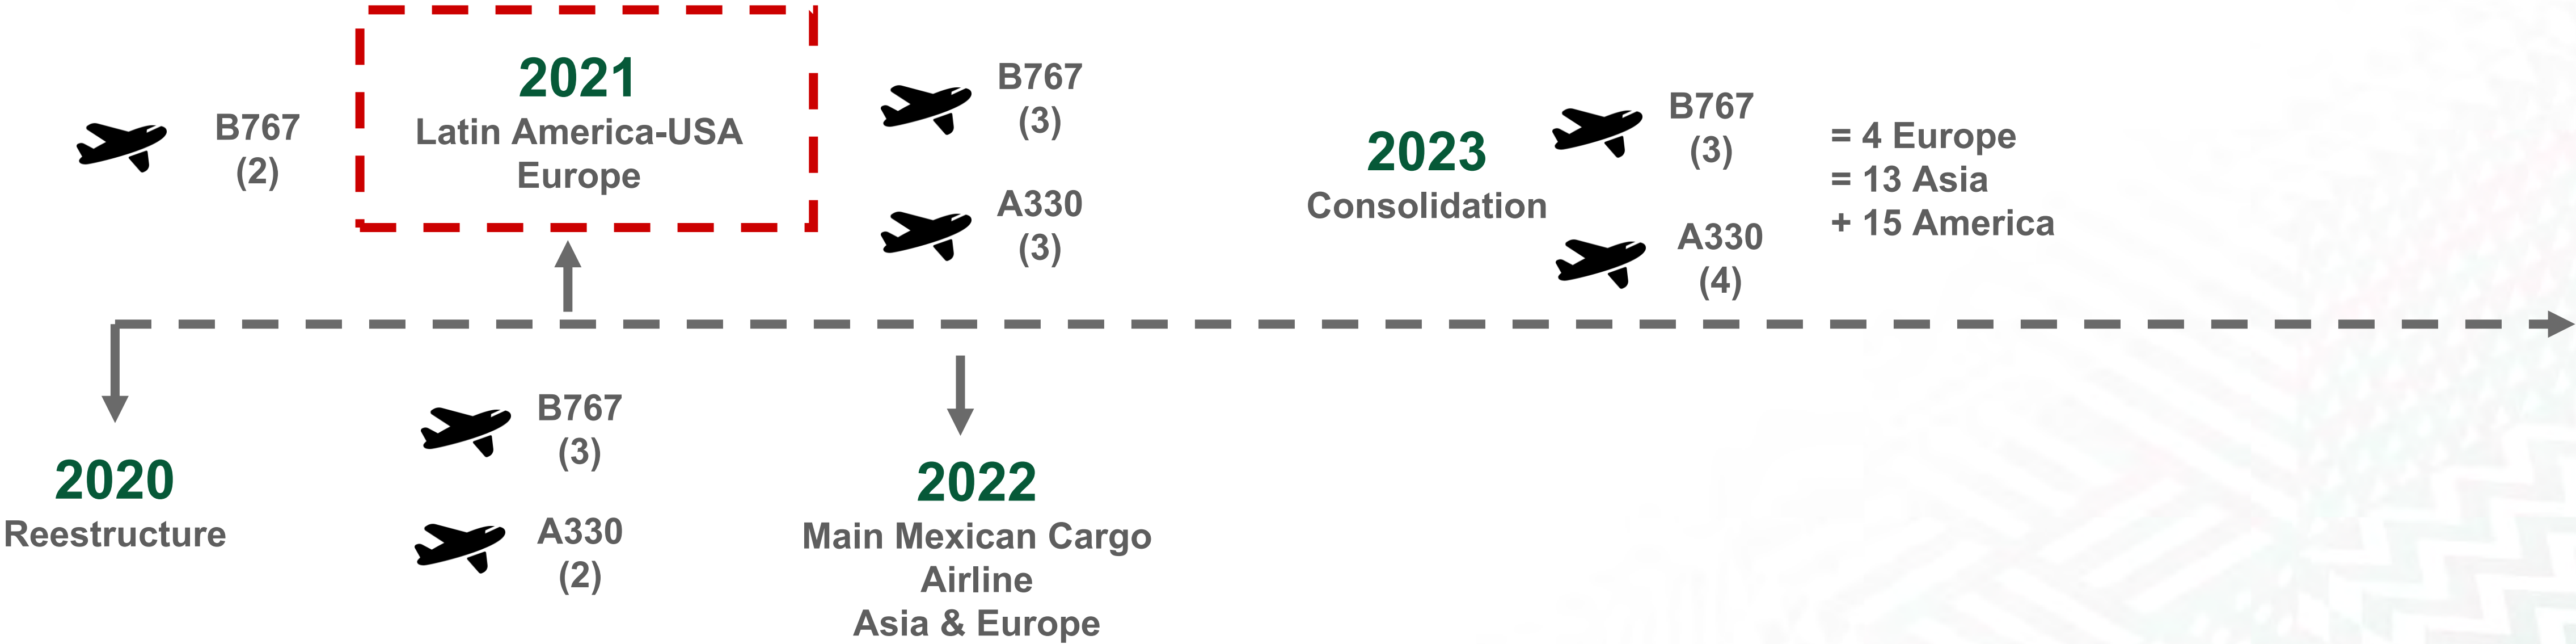 B767
(2)
2020
Reestructure
2021
Latin America-USA
Europe
B767
(3)
A330
(2)
B767
(3)
A330
(3)
2022
Main Mexican Cargo
Airline
Asia & Europe
2023
Consolidation
B767
(3)
A330
(4)
= 4 Europe
= 13 Asia
+ 15 America